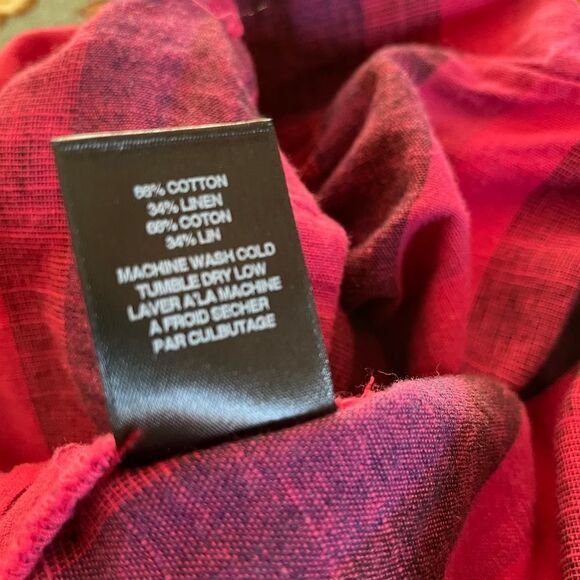 66% COTTON
34% LINEN
66% COTON
34% LIN
MACHINE WASH COLD
TUMBLE DRY LOW
LAVER A'LA MACHINE
A FROID SECHER
PAR CULBUTAGE